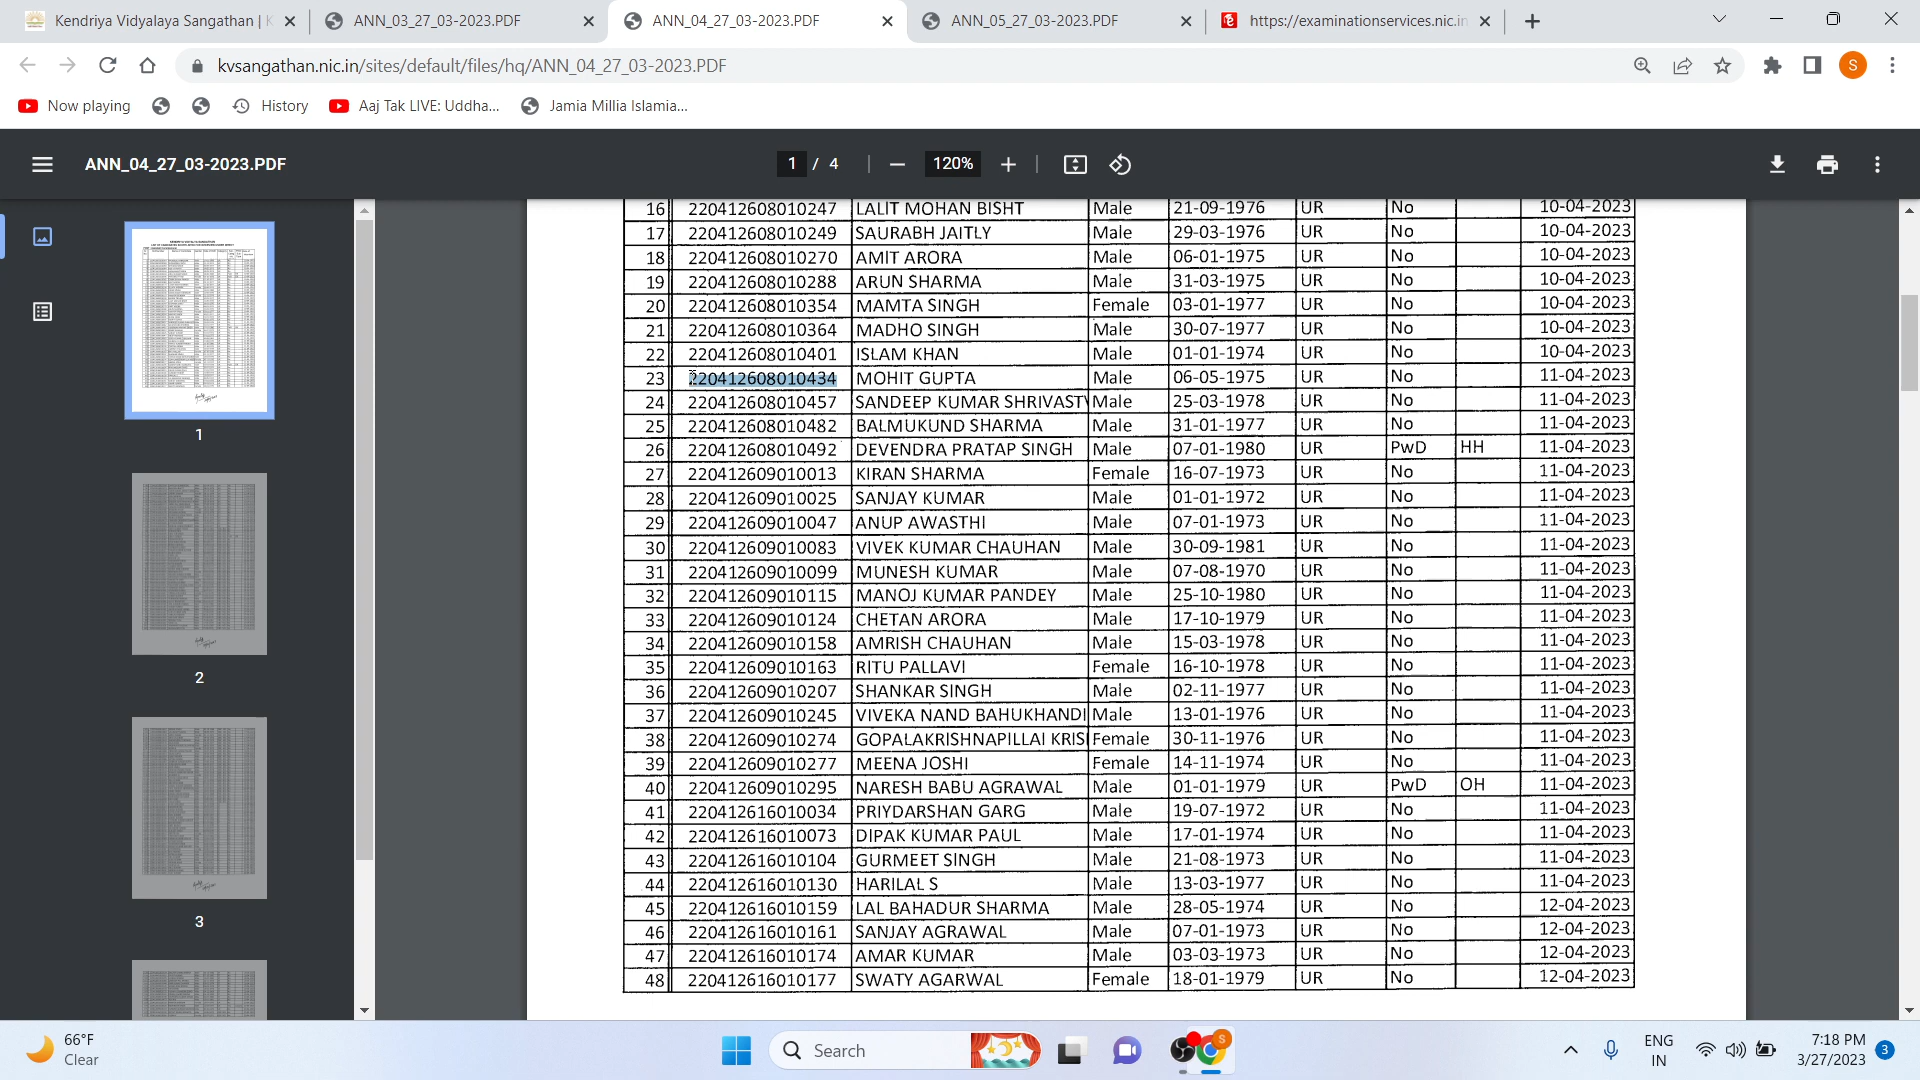 Kendriya Vidyalaya Sangathan | K
ANN_03_27_03-2023.PDF
ANN_04_27_03-2023.PDF
ANN_05_27_03-2023.PDF
https://examinationservices.nic.in
kvsangathan.nic.in/sites/default/files/hq/ANN_04_27_03-2023.PDF
S
Now playing
History
Aaj Tak LIVE: Uddha...
Jamia Millia Islamia...
ANN_04_27_03-2023.PDF
1 / 4
120%
1
2
3
16 220412608010247 LALIT MOHAN BISHT Male 21-09-1976 UR No 10-04-2023
17 220412608010249 SAURABH JAITLY Male 29-03-1976 UR No 10-04-2023
18 220412608010270 AMIT ARORA Male 06-01-1975 UR No 10-04-2023
19 220412608010288 ARUN SHARMA Male 31-03-1975 UR No 10-04-2023
20 220412608010354 MAMTA SINGH Female 03-01-1977 UR No 10-04-2023
21 220412608010364 MADHO SINGH Male 30-07-1977 UR No 10-04-2023
22 220412608010401 ISLAM KHAN Male 01-01-1974 UR No 10-04-2023
23 220412608010434 MOHIT GUPTA Male 06-05-1975 UR No 11-04-2023
24 220412608010457 SANDEEP KUMAR SHRIVAST Male 25-03-1978 UR No 11-04-2023
25 220412608010482 BALMUKUND SHARMA Male 31-01-1977 UR No 11-04-2023
26 220412608010492 DEVENDRA PRATAP SINGH Male 07-01-1980 UR PwD HH 11-04-2023
27 220412609010013 KIRAN SHARMA Female 16-07-1973 UR No 11-04-2023
28 220412609010025 SANJAY KUMAR Male 01-01-1972 UR No 11-04-2023
29 220412609010047 ANUP AWASTHI Male 07-01-1973 UR No 11-04-2023
30 220412609010083 VIVEK KUMAR CHAUHAN Male 30-09-1981 UR No 11-04-2023
31 220412609010099 MUNESH KUMAR Male 07-08-1970 UR No 11-04-2023
32 220412609010115 MANOJ KUMAR PANDEY Male 25-10-1980 UR No 11-04-2023
33 220412609010124 CHETAN ARORA Male 17-10-1979 UR No 11-04-2023
34 220412609010158 AMRISH CHAUHAN Male 15-03-1978 UR No 11-04-2023
35 220412609010163 RITU PALLAVI Female 16-10-1978 UR No 11-04-2023
36 220412609010207 SHANKAR SINGH Male 02-11-1977 UR No 11-04-2023
37 220412609010245 VIVEKA NAND BAHUKHANDI Male 13-01-1976 UR No 11-04-2023
38 220412609010274 GOPALAKRISHNAPILLAI KRIS Female 30-11-1976 UR No 11-04-2023
39 220412609010277 MEENA JOSHI Female 14-11-1974 UR No 11-04-2023
40 220412609010295 NARESH BABU AGRAWAL Male 01-01-1979 UR PwD OH 11-04-2023
41 220412616010034 PRIYDARSHAN GARG Male 19-07-1972 UR No 11-04-2023
42 220412616010073 DIPAK KUMAR PAUL Male 17-01-1974 UR No 11-04-2023
43 220412616010104 GURMEET SINGH Male 21-08-1973 UR No 11-04-2023
44 220412616010130 HARILAL S Male 13-03-1977 UR No 11-04-2023
45 220412616010159 LAL BAHADUR SHARMA Male 28-05-1974 UR No 12-04-2023
46 220412616010161 SANJAY AGRAWAL Male 07-01-1973 UR No 12-04-2023
47 220412616010174 AMAR KUMAR Male 03-03-1973 UR No 12-04-2023
48 220412616010177 SWATY AGARWAL Female 18-01-1979 UR No 12-04-2023
66°F
Clear
Search
S
ENG
IN
7:18 PM
3/27/2023
3